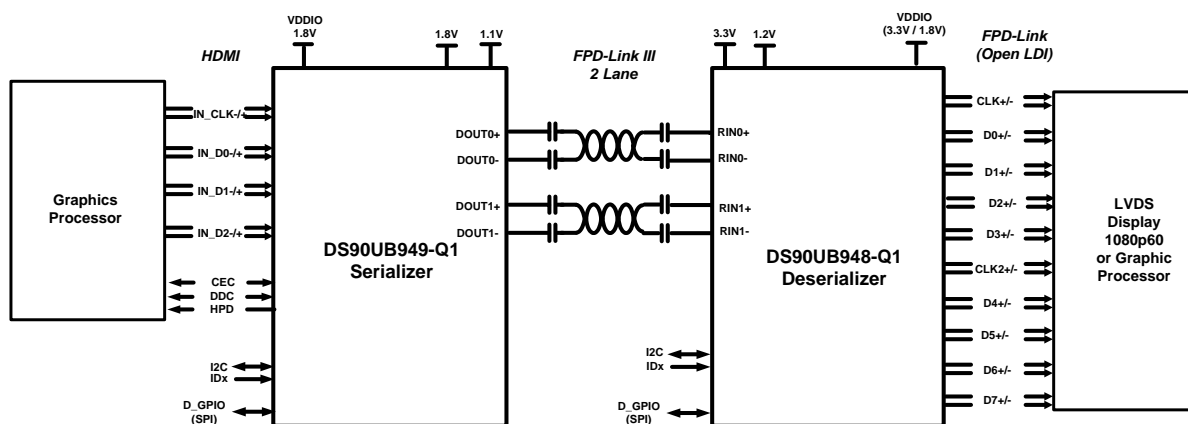 HDMI
VDDIO
1.8V
1.8V
1.1V
FPD-Link III
2 Lane
3.3V
1.2V
VDDIO
(3.3V / 1.8V)
FPD-Link
(Open LDI)
Graphics
Processor
IN_CLK-/+
IN_D0-/+
IN_D1-/+
IN_D2-/+
CEC
DDC
HPD
I2C
IDx
D_GPIO
(SPI)
DS90UB949-Q1
Serializer
DOUT0+
DOUT0-
DOUT1+
DOUT1-
RIN0+
RIN0-
RIN1+
RIN1-
DS90UB948-Q1
Deserializer
I2C
IDx
D_GPIO
(SPI)
CLK+/-
D0+/-
D1+/-
D2+/-
D3+/-
CLK2+/-
D4+/-
D5+/-
D6+/-
D7+/-
LVDS
Display
1080p60
or Graphic
Processor